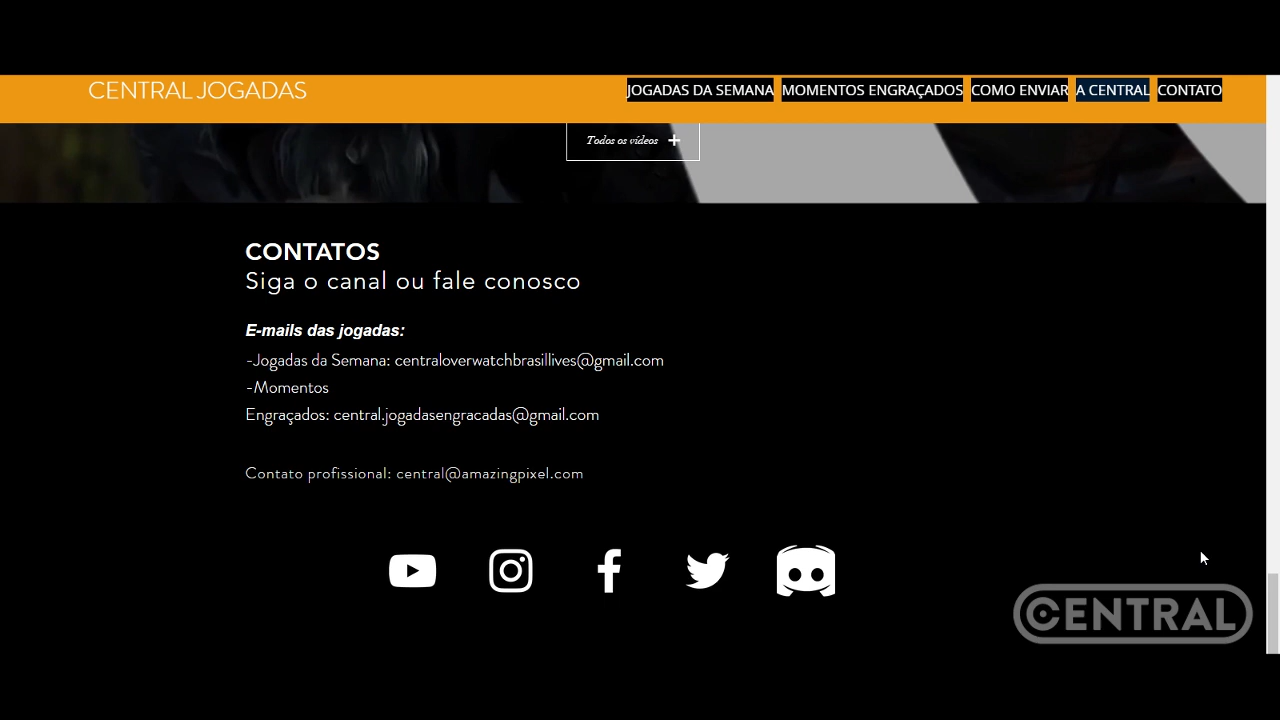 CENTRAL JOGADAS
JOGADAS DA SEMANA MOMENTOS ENGRAÇADOS COMO ENVIAR A CENTRAL CONTATO
Todos os vídeos +
CONTATOS
Siga o canal ou fale conosco
E-mails das jogadas:
-Jogadas da Semana: centraloverwatchbrasillives@gmail.com
-Momentos
Engraçados: central.jogadasengracadas@gmail.com
Contato profissional: central@amazingpixel.com
CENTRAL